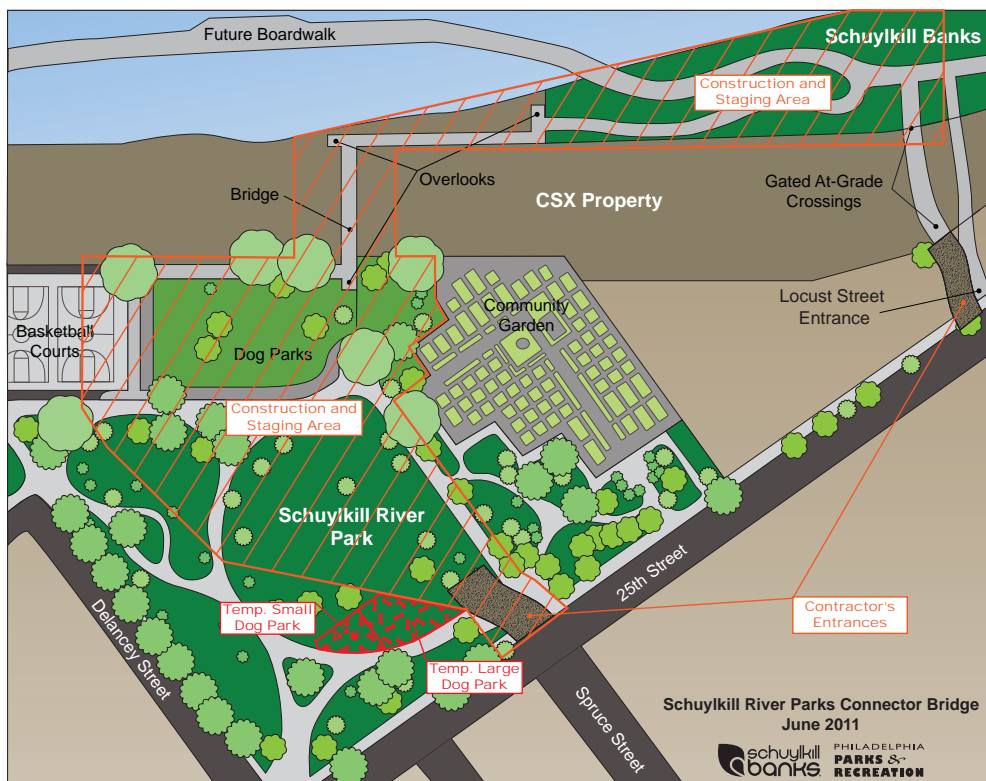 Future Boardwalk
Schuylkill Banks
Construction and
Staging Area
Overlooks
Bridge
CSX Property
Gated At-Grade
Crossings
Locust Street
Entrance
Community
Garden
Basketball
Courts
Dog Parks
Construction and
Staging Area
Schuylkill River
Park
25th Street
Temp. Small
Dog Park
Contractor's
Entrances
Delancey Street
Temp. Large
Dog Park
Spruce Street
Schuylkill River Parks Connector Bridge
June 2011
schuylkill
banks
PHILADELPHIA
PARKS &
RECREATION